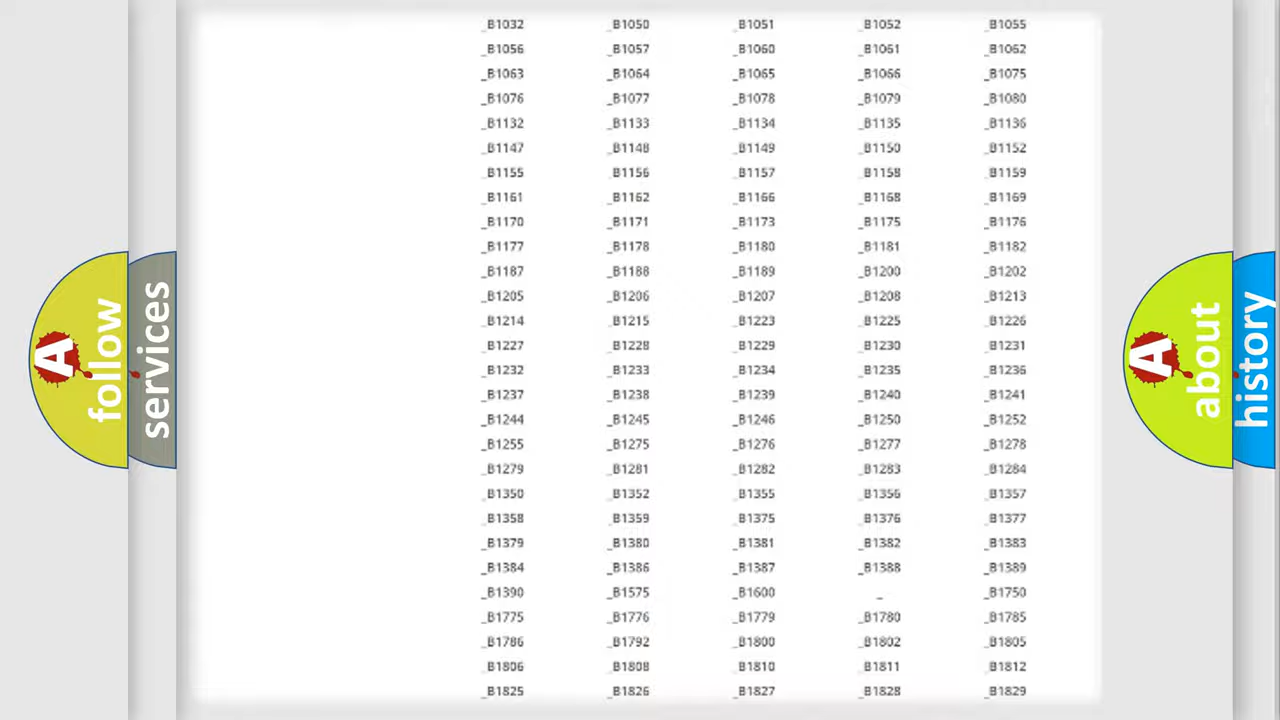 _B1032 _B1050 _B1051 _B1052 _B1055
_B1056 _B1057 _B1060 _B1061 _B1062
_B1063 _B1064 _B1065 _B1066 _B1075
_B1076 _B1077 _B1078 _B1079 _B1080
_B1132 _B1133 _B1134 _B1135 _B1136
_B1147 _B1148 _B1149 _B1150 _B1152
_B1155 _B1156 _B1157 _B1158 _B1159
_B1161 _B1162 _B1166 _B1168 _B1169
_B1170 _B1171 _B1173 _B1175 _B1176
_B1177 _B1178 _B1180 _B1181 _B1182
_B1187 _B1188 _B1189 _B1200 _B1202
_B1205 _B1206 _B1207 _B1208 _B1213
_B1214 _B1215 _B1223 _B1225 _B1226
_B1227 _B1228 _B1229 _B1230 _B1231
_B1232 _B1233 _B1234 _B1235 _B1236
_B1237 _B1238 _B1239 _B1240 _B1241
_B1244 _B1245 _B1246 _B1250 _B1252
_B1255 _B1275 _B1276 _B1277 _B1278
_B1279 _B1281 _B1282 _B1283 _B1284
_B1350 _B1352 _B1355 _B1356 _B1357
_B1358 _B1359 _B1375 _B1376 _B1377
_B1379 _B1380 _B1381 _B1382 _B1383
_B1384 _B1386 _B1387 _B1388 _B1389
_B1390 _B1575 _B1600 _ _B1750
_B1775 _B1776 _B1779 _B1780 _B1785
_B1786 _B1792 _B1800 _B1802 _B1805
_B1806 _B1808 _B1810 _B1811 _B1812
_B1825 _B1826 _B1827 _B1828 _B1829
A
follow
services
A
about
history